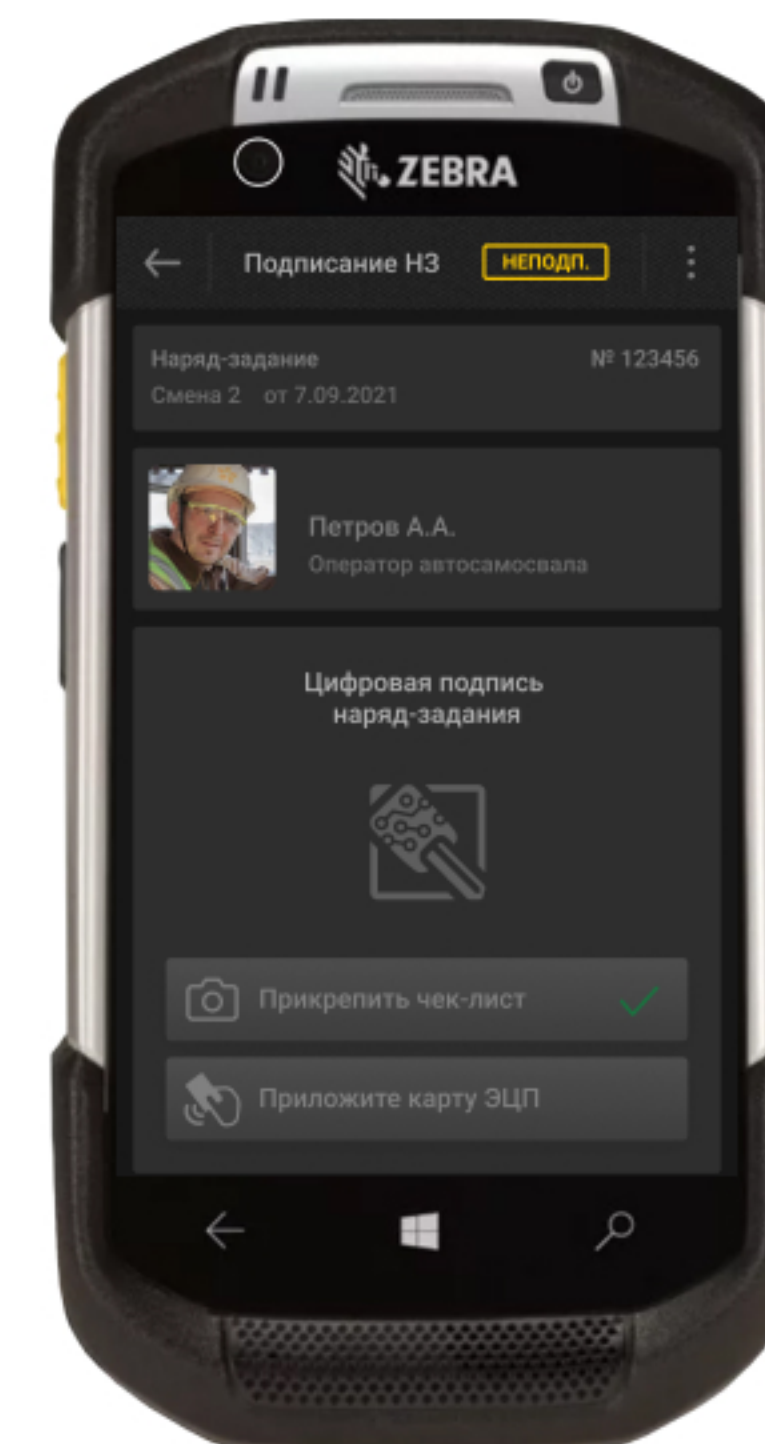 ZEBRA
Подписание НЗ НЕПОДП.
Наряд-задание № 123456
Смена 2 от 7.09.2021
Петров А.А.
Оператор автосамосвала
Цифровая подпись
наряд-задания
Прикрепить чек-лист
Приложите карту ЭЦП